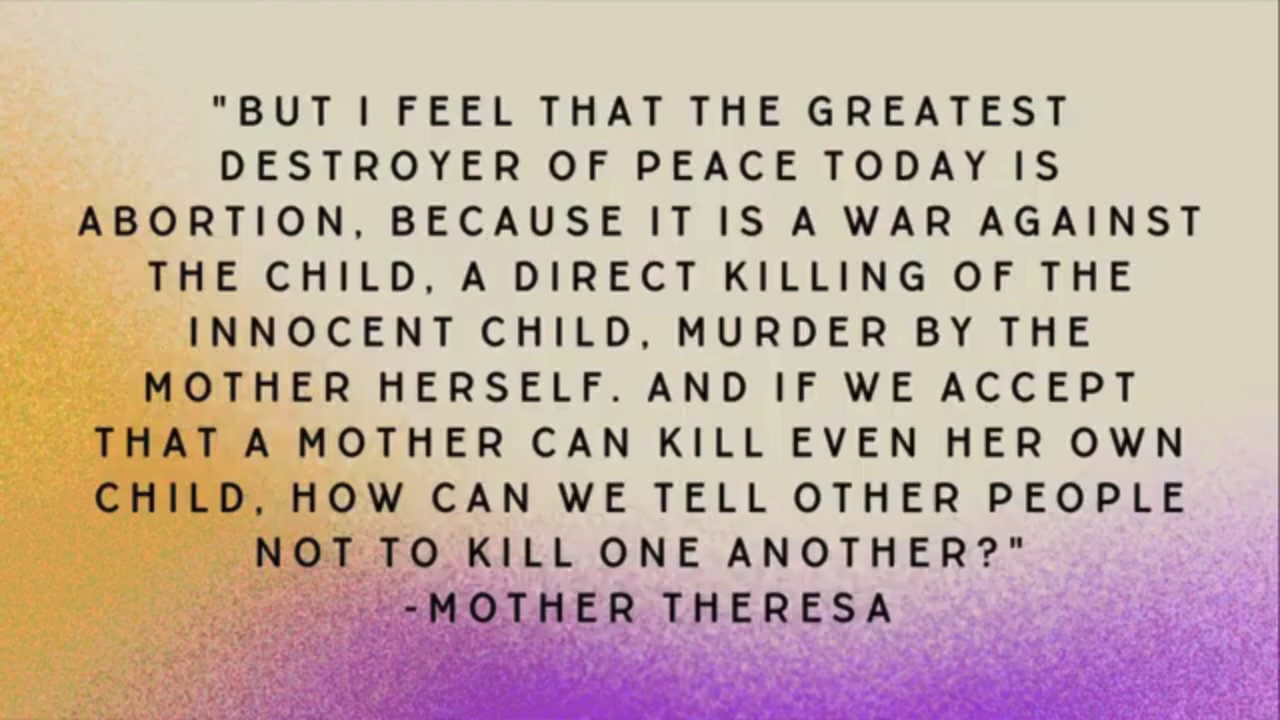 "BUT I FEEL THAT THE GREATEST
DESTROYER OF PEACE TODAY IS
ABORTION, BECAUSE IT IS A WAR AGAINST
THE CHILD, A DIRECT KILLING OF THE
INNOCENT CHILD, MURDER BY THE
MOTHER HERSELF. AND IF WE ACCEPT
THAT A MOTHER CAN KILL EVEN HER OWN
CHILD, HOW CAN WE TELL OTHER PEOPLE
NOT TO KILL ONE ANOTHER?"
-MOTHER THERESA